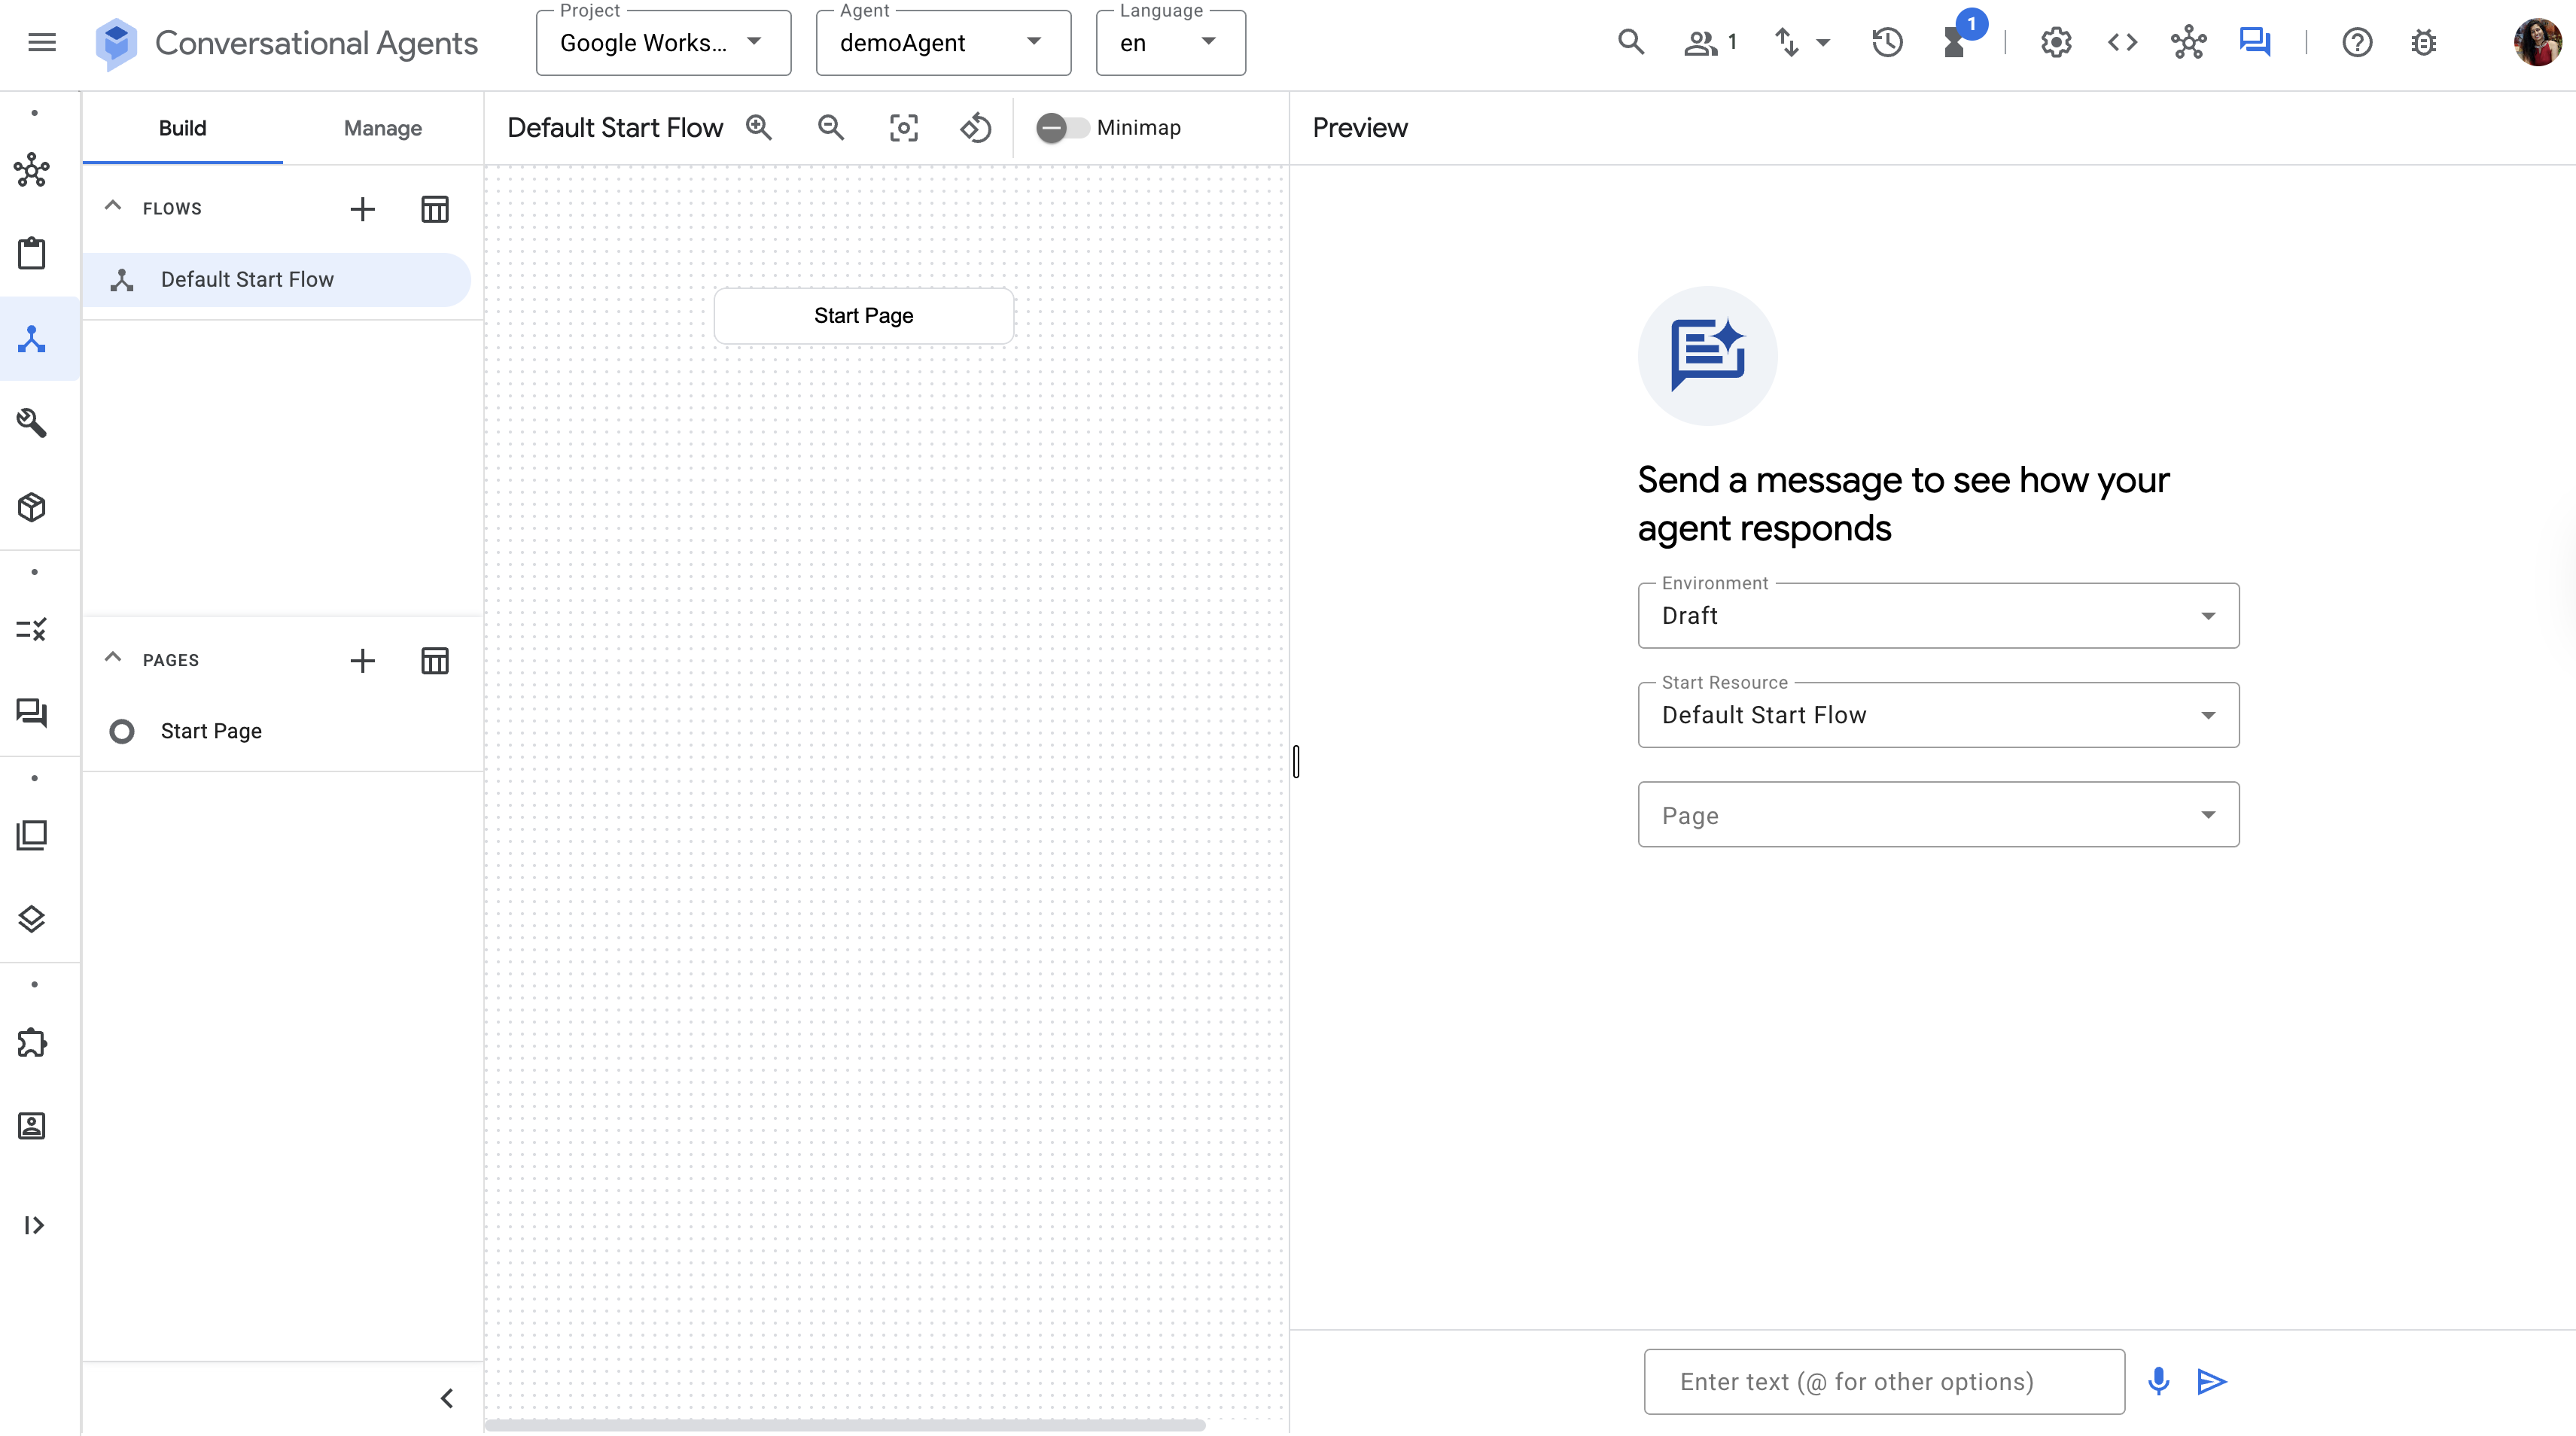 Conversational Agents
Project
Google Works...
Agent
demoAgent
Language
en
1
1
Build
Manage
Default Start Flow
Minimap
Preview
FLOWS
Default Start Flow
Start Page
Send a message to see how your
agent responds
Environment
Draft
Start Resource
Default Start Flow
Page
PAGES
Start Page
Enter text (@ for other options)